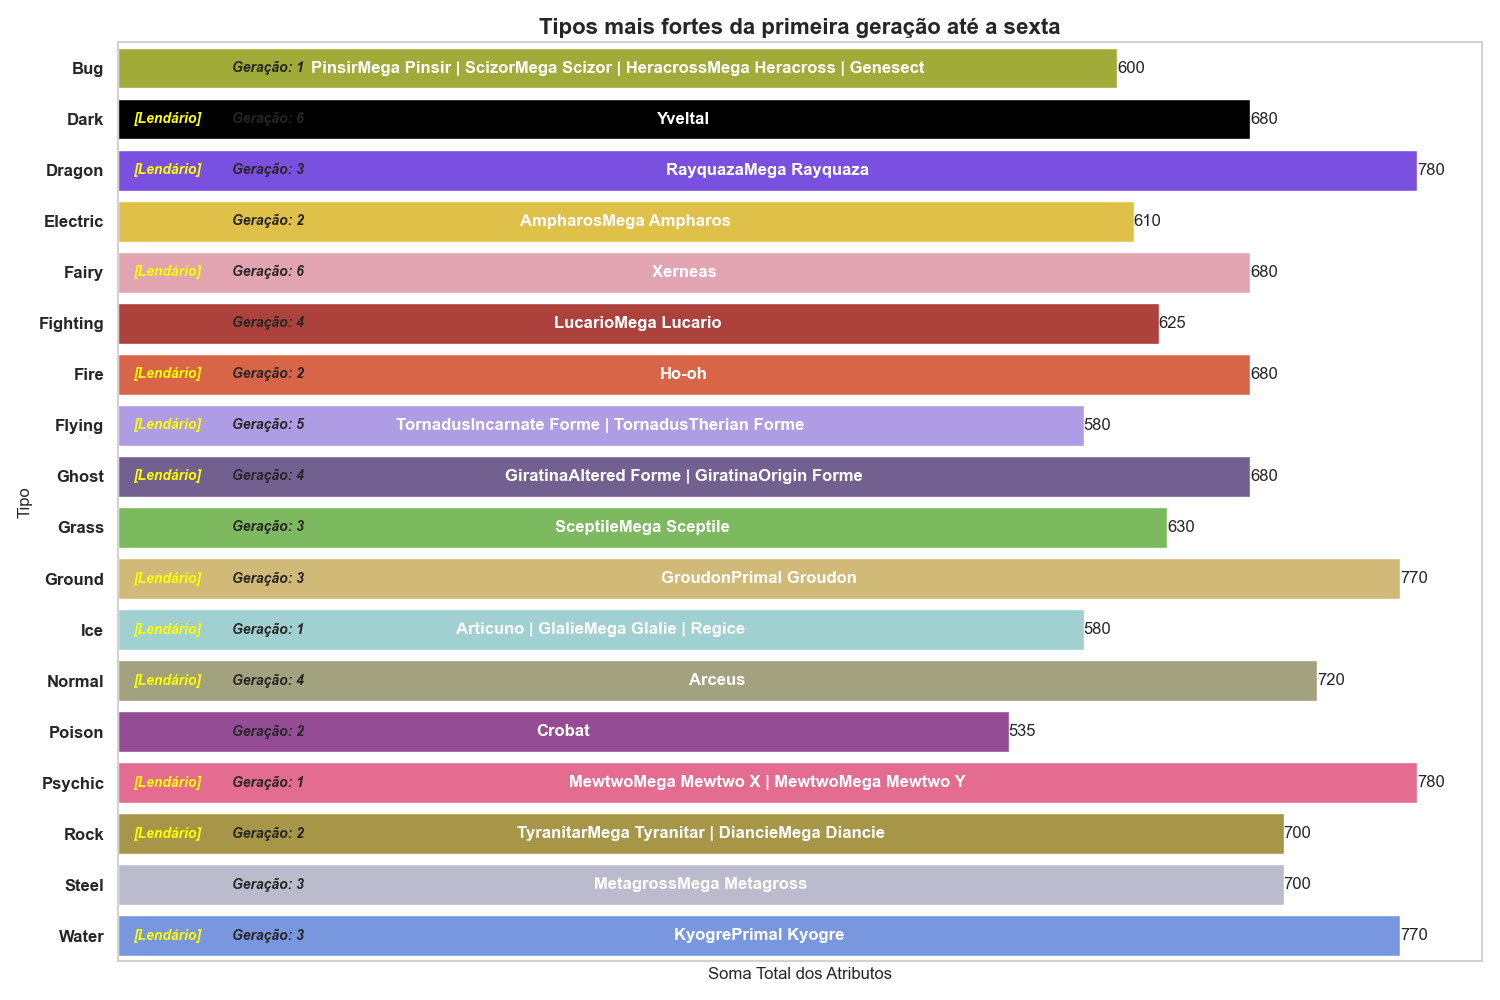 Tipos mais fortes da primeira geração até a sexta
Bug Geração: 1 PinsirMega Pinsir | ScizorMega Scizor | HeracrossMega Heracross | Genesect 600
Dark [Lendário] Geração: 6 Yveltal 680
Dragon [Lendário] Geração: 3 RayquazaMega Rayquaza 780
Electric Geração: 2 AmpharosMega Ampharos 610
Fairy [Lendário] Geração: 6 Xerneas 680
Fighting Geração: 4 LucarioMega Lucario 625
Fire [Lendário] Geração: 2 Ho-oh 680
Flying [Lendário] Geração: 5 TornadusIncarnate Forme | TornadusTherian Forme 580
Ghost [Lendário] Geração: 4 GiratinaAltered Forme | GiratinaOrigin Forme 680
Tipo
Grass Geração: 3 SceptileMega Sceptile 630
Ground [Lendário] Geração: 3 GroudonPrimal Groudon 770
Ice [Lendário] Geração: 1 Articuno | GlalieMega Glalie | Regice 580
Normal [Lendário] Geração: 4 Arceus 720
Poison Geração: 2 Crobat 535
Psychic [Lendário] Geração: 1 MewtwoMega Mewtwo X | MewtwoMega Mewtwo Y 780
Rock [Lendário] Geração: 2 TyranitarMega Tyranitar | DiancieMega Diancie 700
Steel Geração: 3 MetagrossMega Metagross 700
Water [Lendário] Geração: 3 KyogrePrimal Kyogre 770
Soma Total dos Atributos